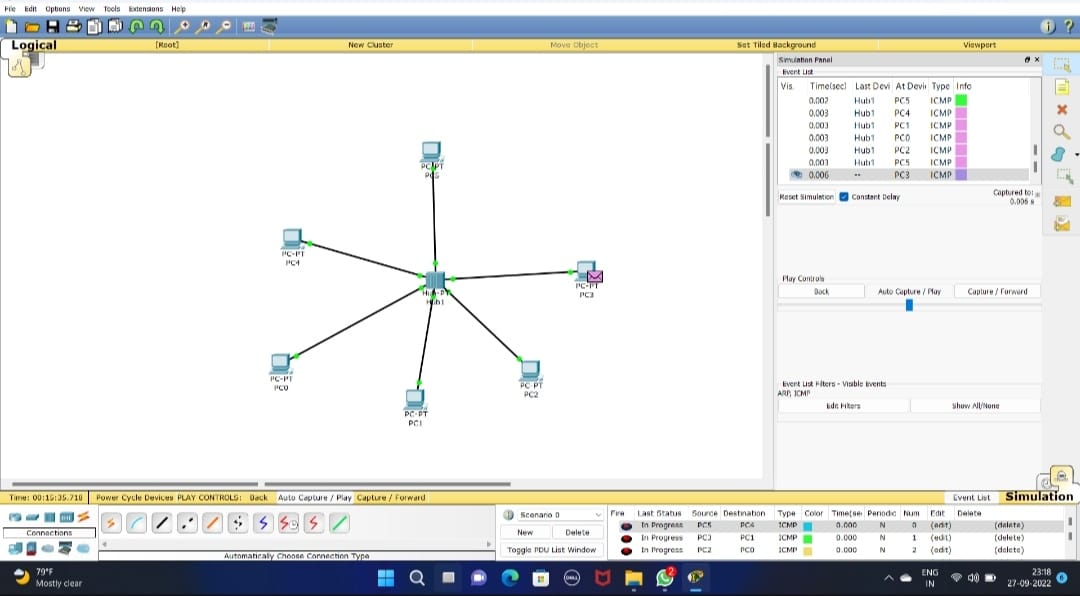 File Edit Options View Tools Extensions Help
Logical [Root] New Cluster Move Object Set Tiled Background Viewport
Simulation Panel
Event List
Vis. Time(sec) Last Devi At Devi Type Info
0.002 Hub1 PC5 ICMP
0.003 Hub1 PC4 ICMP
0.003 Hub1 PC1 ICMP
0.003 Hub1 PC0 ICMP
0.003 Hub1 PC2 ICMP
0.003 Hub1 PC5 ICMP
0.006 -- PC3 ICMP
Reset Simulation Constant Delay Captured to:
0.006 s
Play Controls
Back Auto Capture / Play Capture / Forward
Event List Filters - Visible Events
ARP, ICMP
Edit Filters Show All/None
PC-PT
PC5
PC-PT
PC4
PC-PT
PC3
Hub-PT
Hub1
PC-PT
PC0
PC-PT
PC2
PC-PT
PC1
Time: 00:15:35.718 Power Cycle Devices PLAY CONTROLS: Back Auto Capture / Play Capture / Forward Event List Simulation
Connections
Automatically Choose Connection Type
Scenario 0
New Delete
Toggle PDU List Window
Fire Last Status Source Destination Type Color Time(sec Periodic Num Edit Delete
In Progress PC5 PC4 ICMP 0.000 N 0 (edit) (delete)
In Progress PC3 PC1 ICMP 0.000 N 1 (edit) (delete)
In Progress PC2 PC0 ICMP 0.000 N 2 (edit) (delete)
79°F
Mostly clear
DELL
2
ENG
IN
23:18
27-09-2022
6